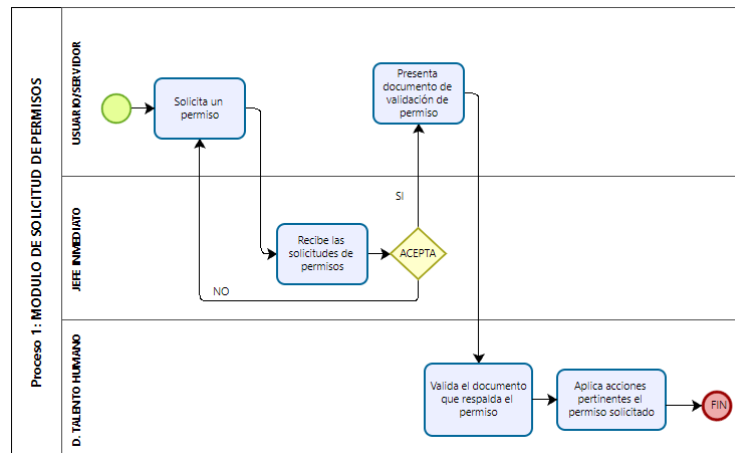 Proceso 1: MODULO DE SOLICITUD DE PERMISOS
USUARIO/SERVIDOR
Solicita un
permiso
Presenta
documento de
validación de
permiso
JEFE INMEDIATO
Recibe las
solicitudes de
permisos
ACEPTA
SI
NO
D. TALENTO HUMANO
Valida el documento
que respalda el
permiso
Aplica acciones
pertinentes el
permiso solicitado
FIN